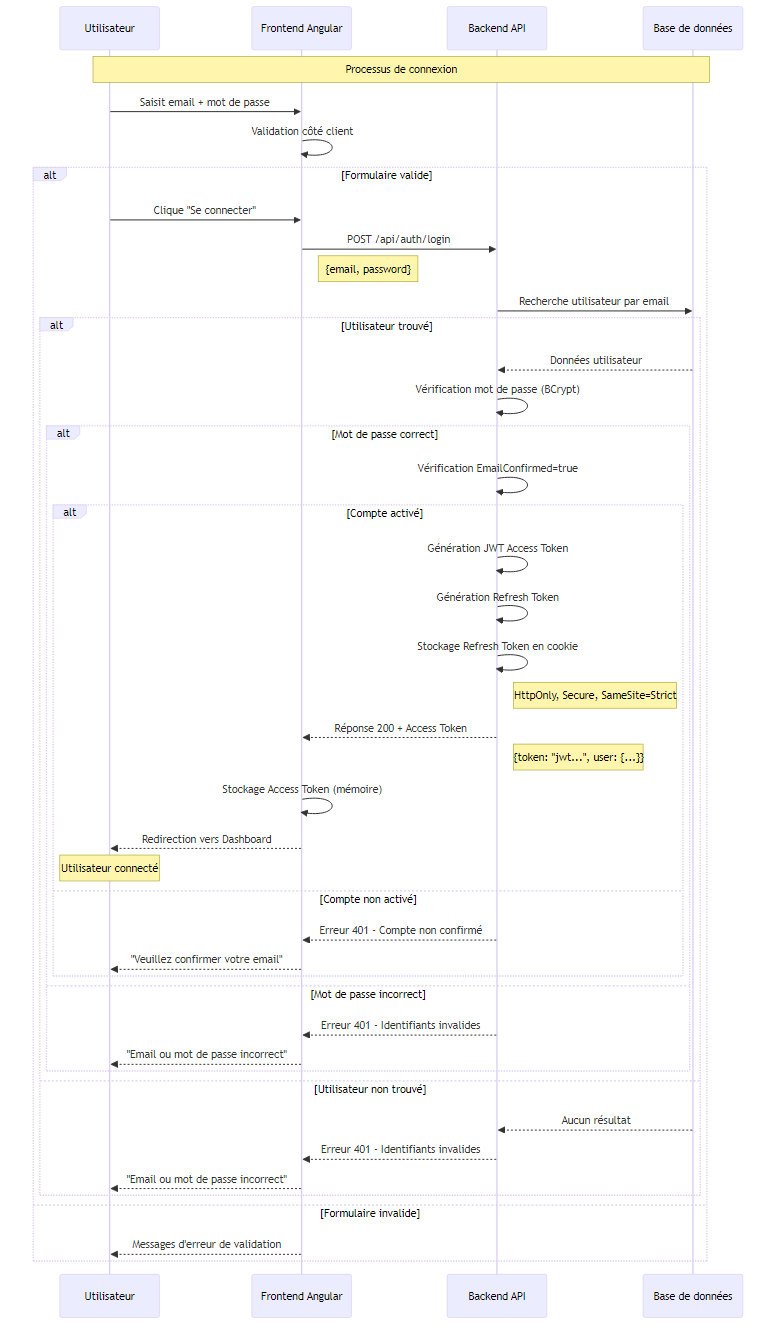 Utilisateur
Frontend Angular
Backend API
Base de données
Processus de connexion
Saisit email + mot de passe
Validation côté client
alt
[Formulaire valide]
Clique "Se connecter"
POST /api/auth/login
{email, password}
Recherche utilisateur par email
alt
[Utilisateur trouvé]
Données utilisateur
Vérification mot de passe (BCrypt)
alt
[Mot de passe correct]
Vérification EmailConfirmed=true
alt
[Compte activé]
Génération JWT Access Token
Génération Refresh Token
Stockage Refresh Token en cookie
HttpOnly, Secure, SameSite=Strict
Réponse 200 + Access Token
{token: "jwt...", user: {...}}
Stockage Access Token (mémoire)
Redirection vers Dashboard
Utilisateur connecté
[Compte non activé]
Erreur 401 - Compte non confirmé
"Veuillez confirmer votre email"
[Mot de passe incorrect]
Erreur 401 - Identifiants invalides
"Email ou mot de passe incorrect"
[Utilisateur non trouvé]
Aucun résultat
Erreur 401 - Identifiants invalides
"Email ou mot de passe incorrect"
[Formulaire invalide]
Messages d'erreur de validation
Utilisateur
Frontend Angular
Backend API
Base de données